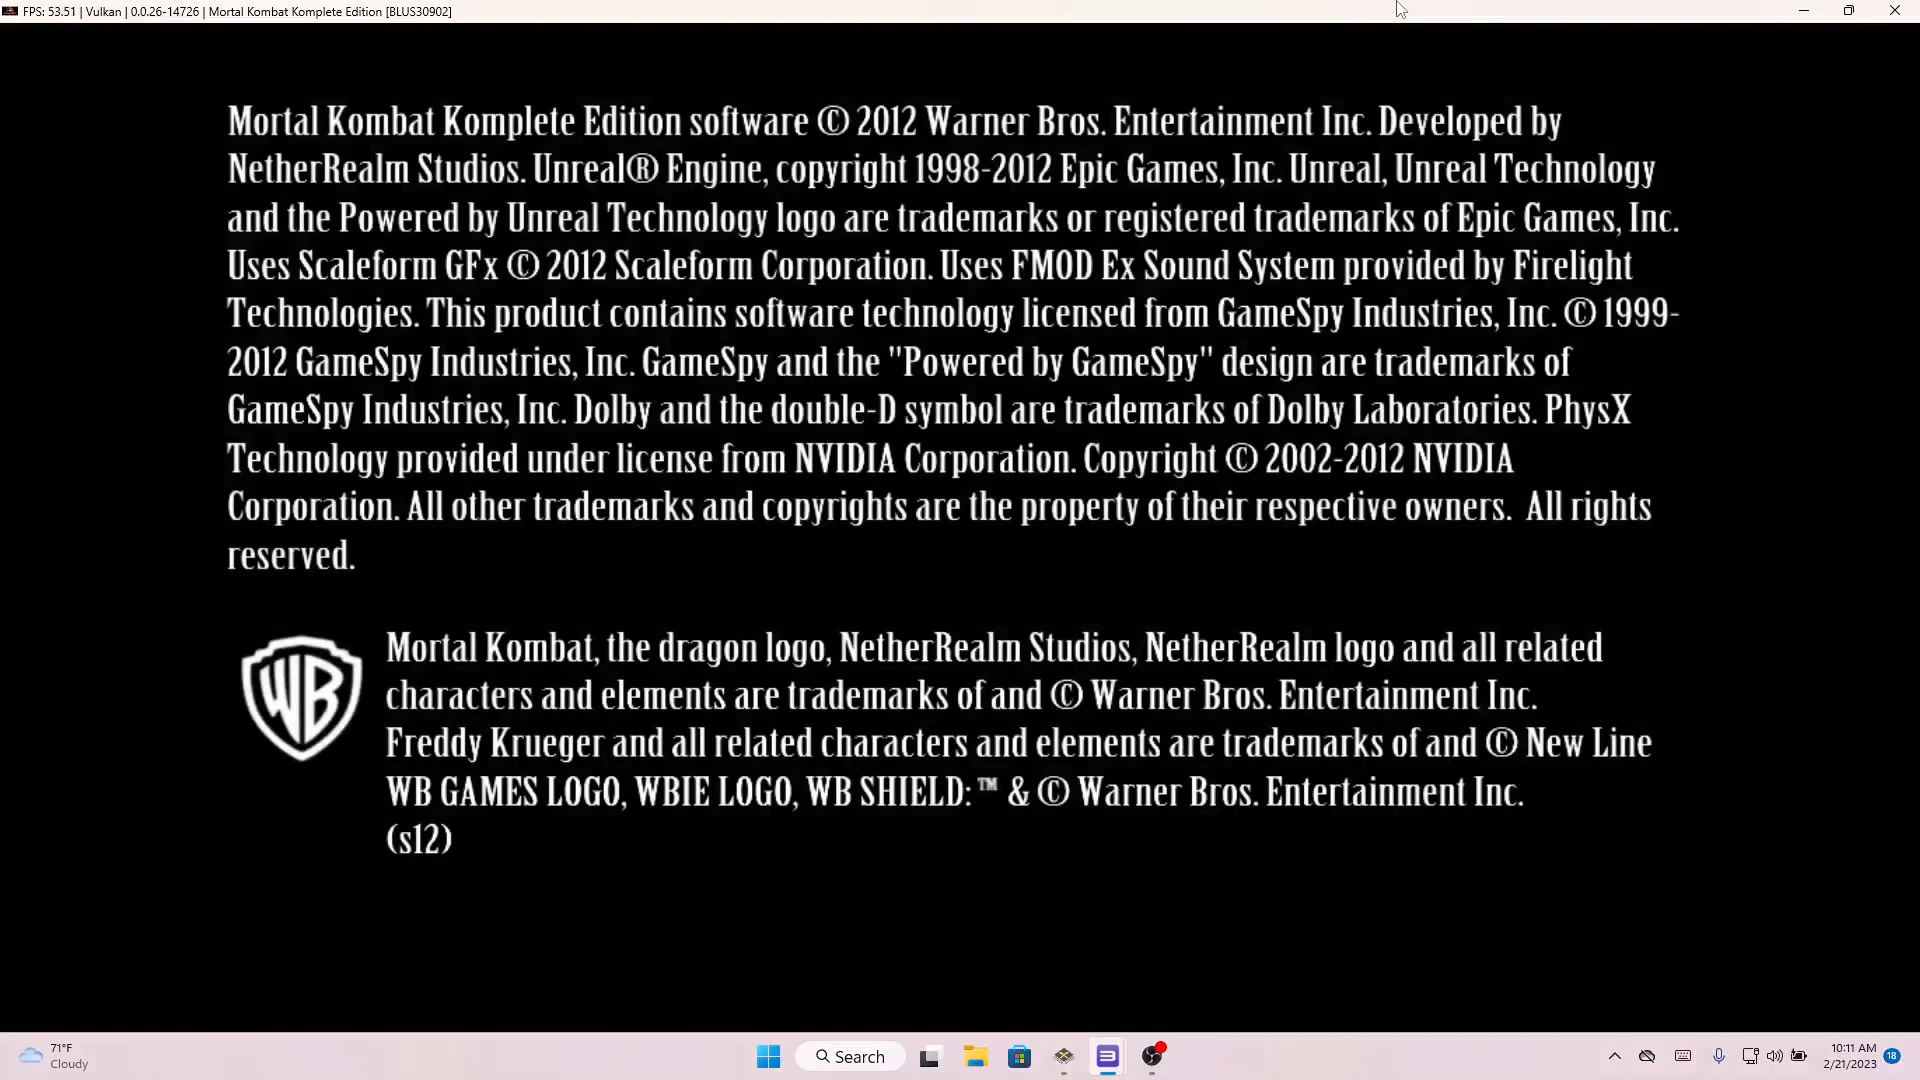 FPS: 53.51 | Vulkan | 0.0.26-14726 | Mortal Kombat Komplete Edition [BLUS30902]
Mortal Kombat Komplete Edition software © 2012 Warner Bros. Entertainment Inc. Developed by
NetherRealm Studios. Unreal® Engine, copyright 1998-2012 Epic Games, Inc. Unreal, Unreal Technology
and the Powered by Unreal Technology logo are trademarks or registered trademarks of Epic Games, Inc.
Uses Scaleform GFx © 2012 Scaleform Corporation. Uses FMOD Ex Sound System provided by Firelight
Technologies. This product contains software technology licensed from GameSpy Industries, Inc. © 1999-
2012 GameSpy Industries, Inc. GameSpy and the "Powered by GameSpy" design are trademarks of
GameSpy Industries, Inc. Dolby and the double-D symbol are trademarks of Dolby Laboratories. PhysX
Technology provided under license from NVIDIA Corporation. Copyright © 2002-2012 NVIDIA
Corporation. All other trademarks and copyrights are the property of their respective owners.  All rights
reserved.
WB
Mortal Kombat, the dragon logo, NetherRealm Studios, NetherRealm logo and all related
characters and elements are trademarks of and © Warner Bros. Entertainment Inc.
Freddy Krueger and all related characters and elements are trademarks of and © New Line
WB GAMES LOGO, WBIE LOGO, WB SHIELD: ™ & © Warner Bros. Entertainment Inc.
(s12)
71°F
Cloudy
Search
10:11 AM
2/21/2023
18